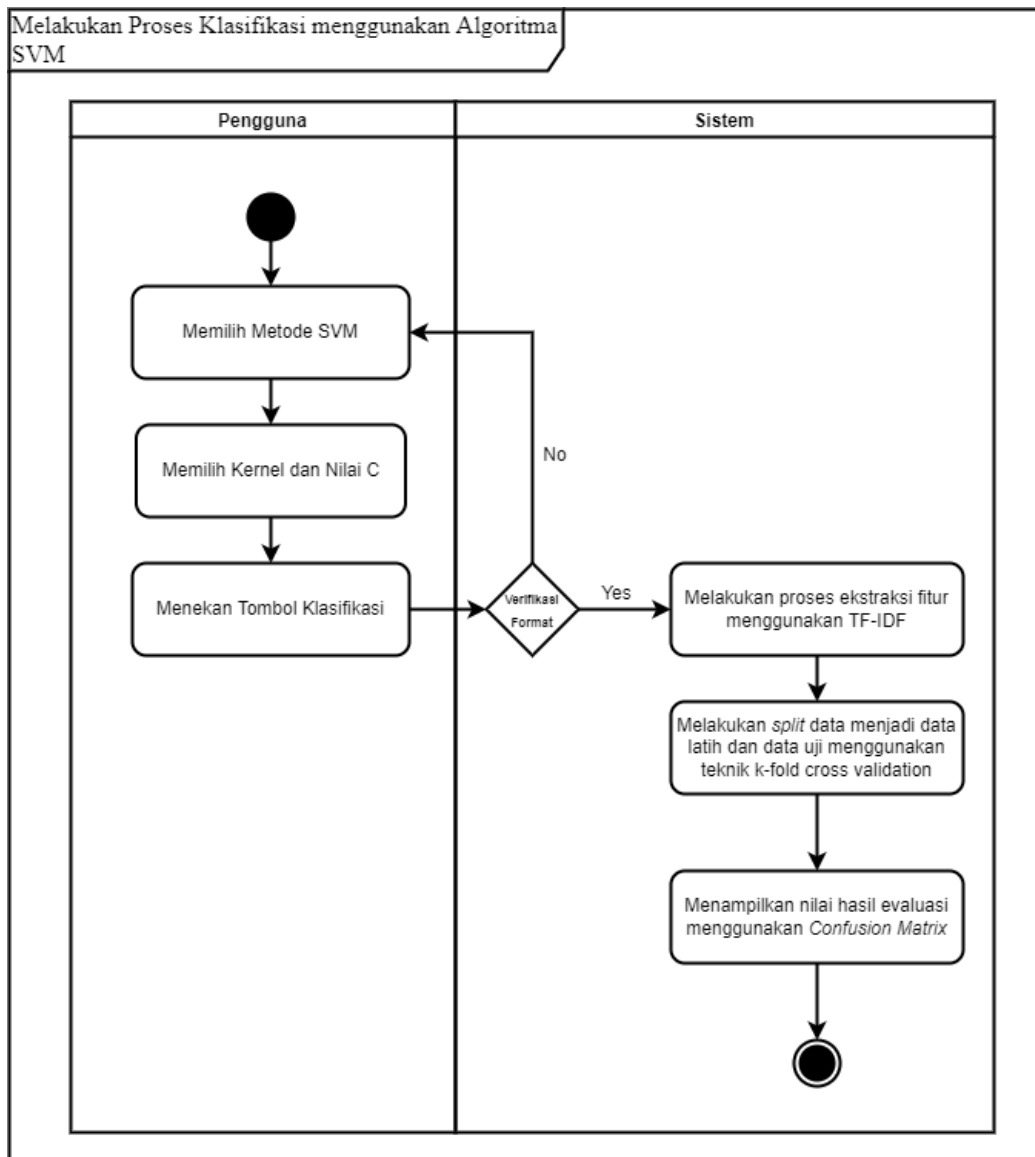 Melakukan Proses Klasifikasi menggunakan Algoritma
SVM
Pengguna
Sistem
Memilih Metode SVM
Memilih Kernel dan Nilai C
No
Menekan Tombol Klasifikasi
Verifikasi
Format
Yes
Melakukan proses ekstraksi fitur
menggunakan TF-IDF
Melakukan split data menjadi data
latih dan data uji menggunakan
teknik k-fold cross validation
Menampilkan nilai hasil evaluasi
menggunakan Confusion Matrix